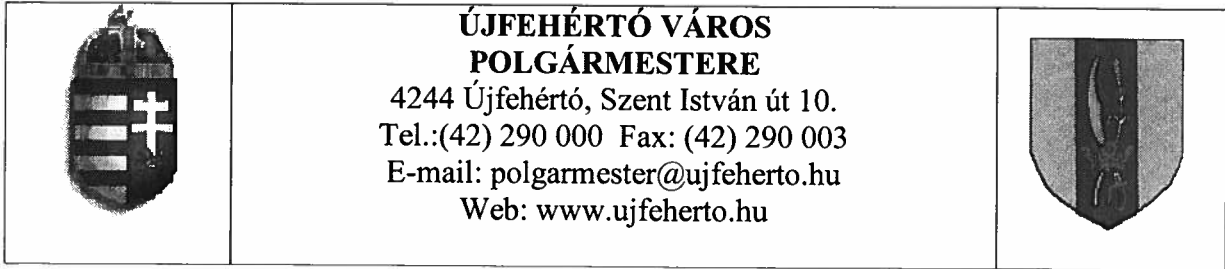 ÚJFEHÉRTÓ VÁROS
POLGÁRMESTERE
4244 Újfehértó, Szent István út 10.
Tel.:(42) 290 000 Fax: (42) 290 003
E-mail: polgarmester@ujfeherto.hu
Web: www.ujfeherto.hu